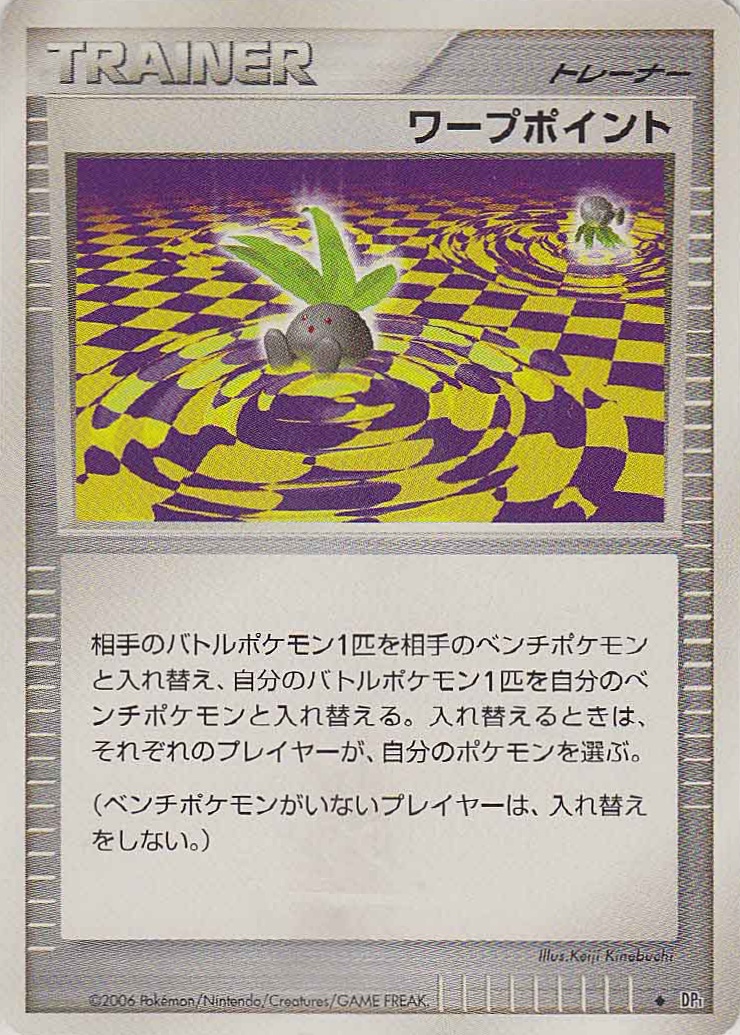 TRAINER
トレーナー
ワープポイント
相手のバトルポケモン1匹を相手のベンチポケモン
と入れ替え、自分のバトルポケモン1匹を自分のベ
ンチポケモンと入れ替える。入れ替えるときは、
それぞれのプレイヤーが、自分のポケモンを選ぶ。
(ベンチポケモンがいないプレイヤーは、入れ替え
をしない。)
Illus.Keiji Kinebuchi
©2006 Pokémon/Nintendo/Creatures/GAME FREAK.
◆ DP1